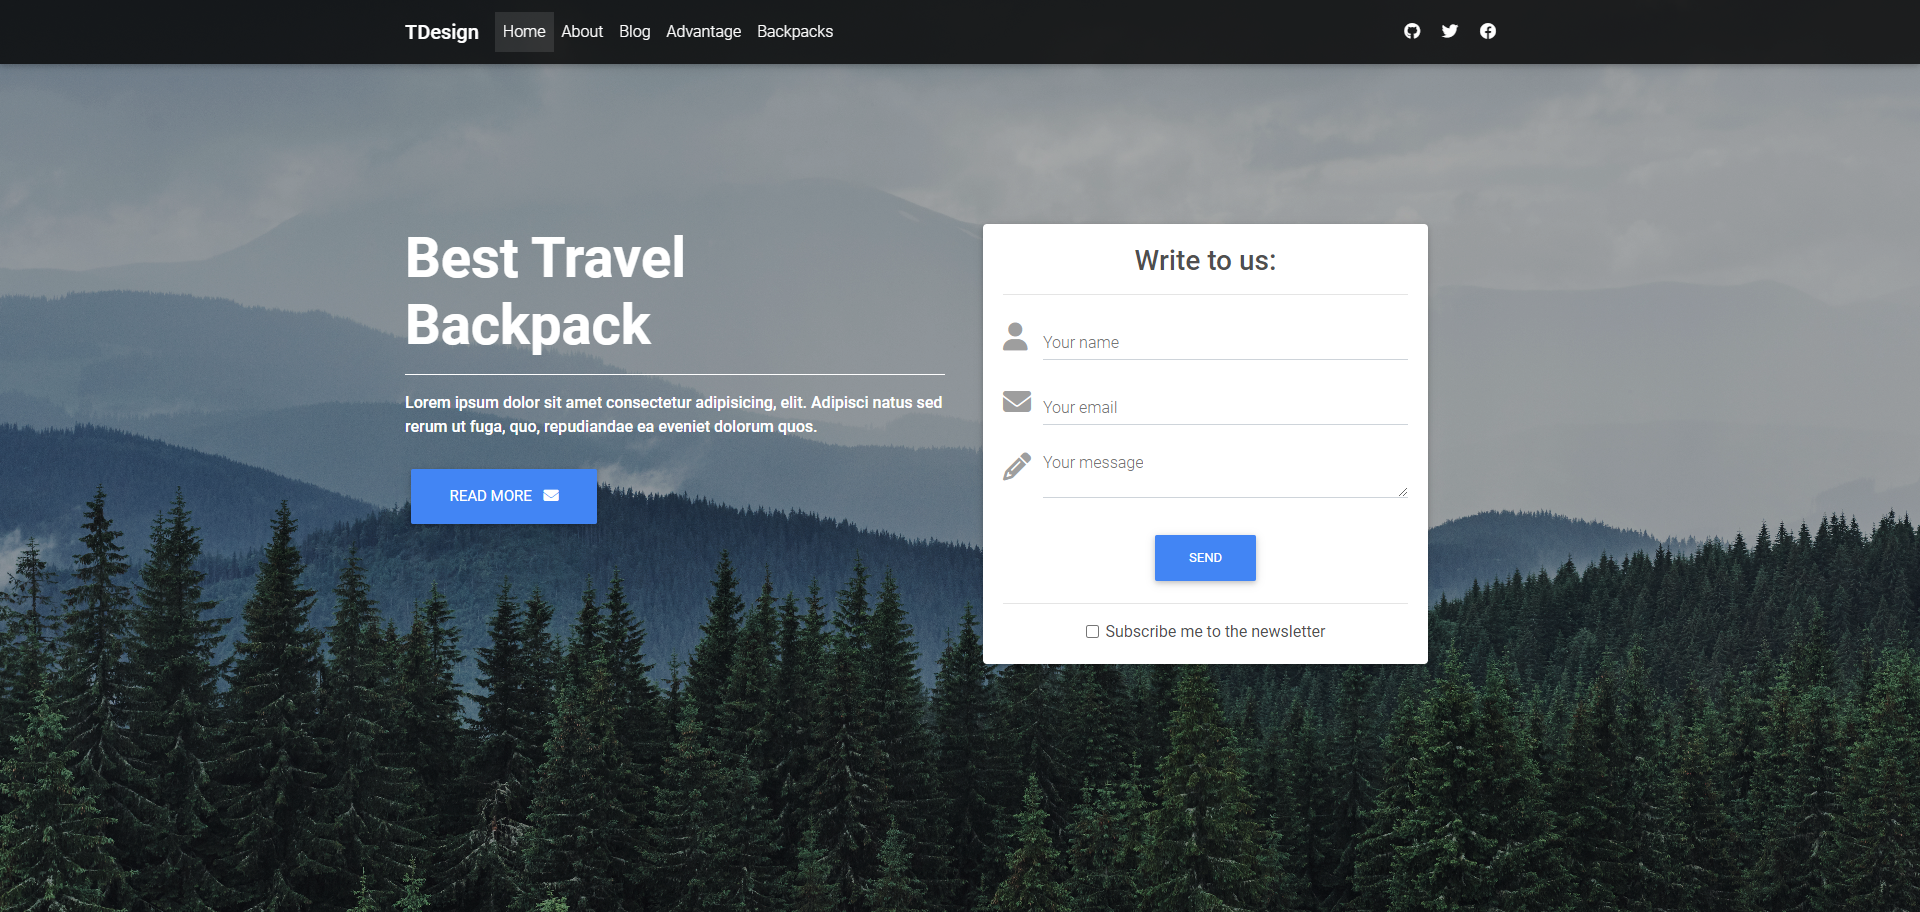 TDesign Home About Blog Advantage Backpacks
Best Travel
Backpack
Lorem ipsum dolor sit amet consectetur adipisicing, elit. Adipisci natus sed
rerum ut fuga, quo, repudiandae ea eveniet dolorum quos.
READ MORE
Write to us:
Your name
Your email
Your message
SEND
Subscribe me to the newsletter